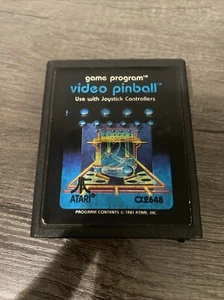 game program™
video pinball™
Use with Joystick Controllers
ATARI®
CX2648
PROGRAM CONTENTS © 1981 ATARI, INC.